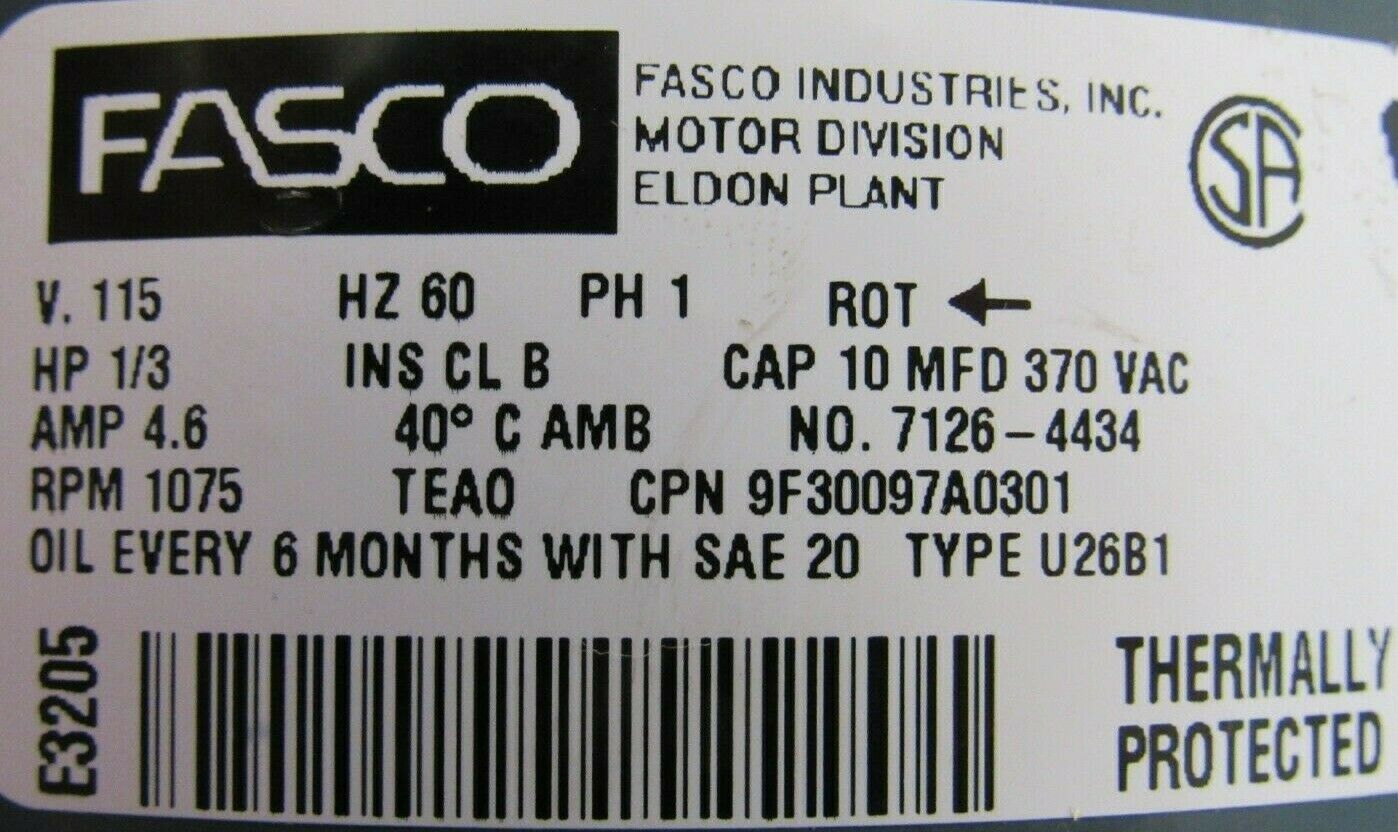 FASCO
FASCO INDUSTRIES, INC.
MOTOR DIVISION
ELDON PLANT
CSA
V. 115 HZ 60 PH 1 ROT ←
HP 1/3 INS CL B CAP 10 MFD 370 VAC
AMP 4.6 40° C AMB NO. 7126-4434
RPM 1075 TEAO CPN 9F30097A0301
OIL EVERY 6 MONTHS WITH SAE 20 TYPE U26B1
E3205
THERMALLY
PROTECTED